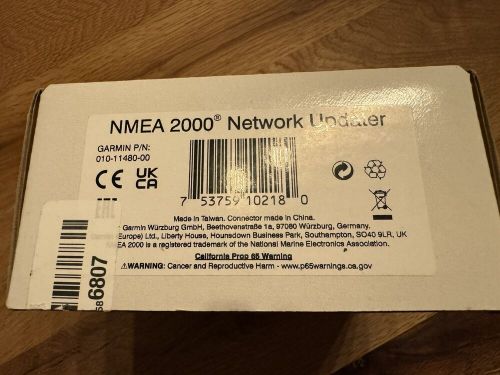 NMEA 2000® Network Updater
GARMIN P/N:
010-11480-00
CE UK
CA
7 53759 10218 0
Made in Taiwan. Connector made in China.
Garmin Würzburg GmbH, Beethovenstraße 1a, 97080 Würzburg, Germany
(Europe) Ltd., Liberty House, Hounsdown Business Park, Southampton, SO40 9LR, UK
2000 is a registered trademark of the National Marine Electronics Association.
California Prop 65 Warning
⚠WARNING: Cancer and Reproductive Harm - www.p65warnings.ca.gov
6807